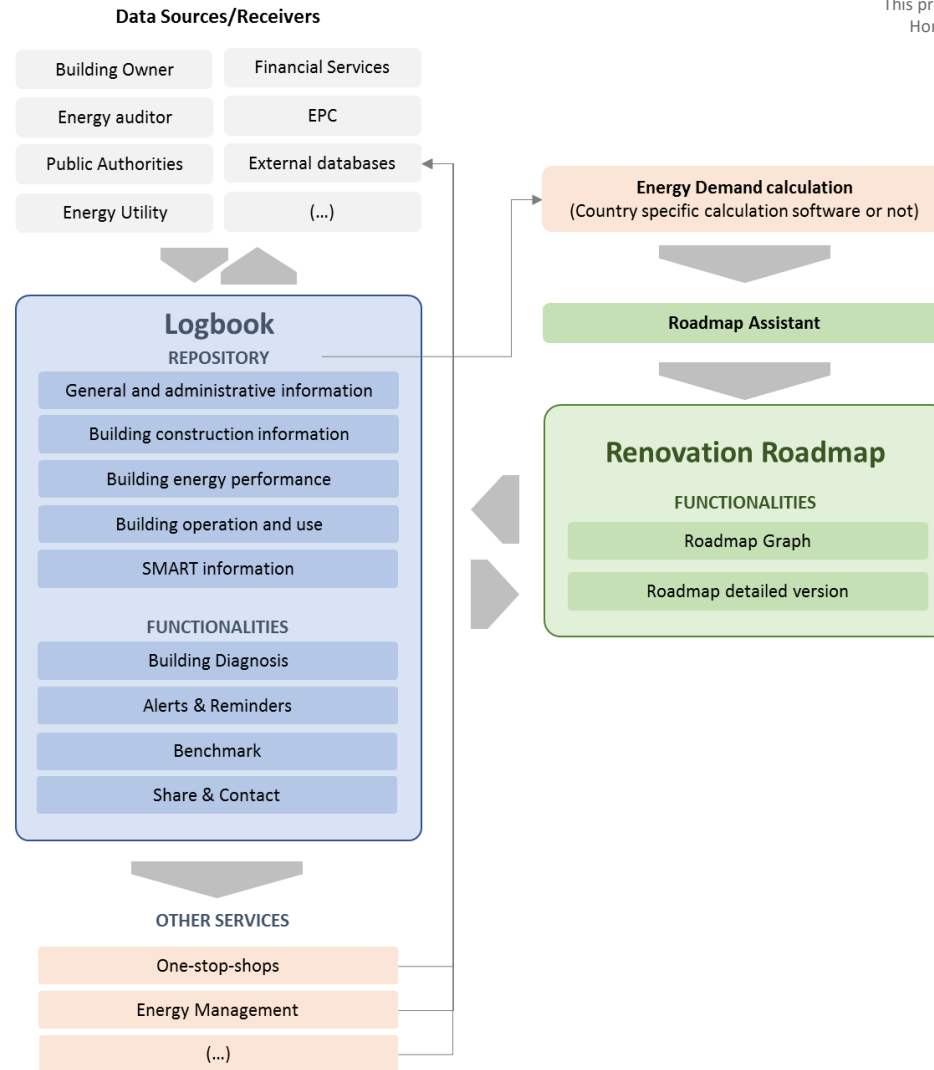 Data Sources/Receivers
This pr
Hor
Building Owner
Financial Services
Energy auditor
EPC
Public Authorities
External databases
Energy Utility
(...)
Energy Demand calculation
(Country specific calculation software or not)
Roadmap Assistant
Logbook
REPOSITORY
General and administrative information
Building construction information
Building energy performance
Building operation and use
SMART information
FUNCTIONALITIES
Building Diagnosis
Alerts & Reminders
Benchmark
Share & Contact
Renovation Roadmap
FUNCTIONALITIES
Roadmap Graph
Roadmap detailed version
OTHER SERVICES
One-stop-shops
Energy Management
(...)